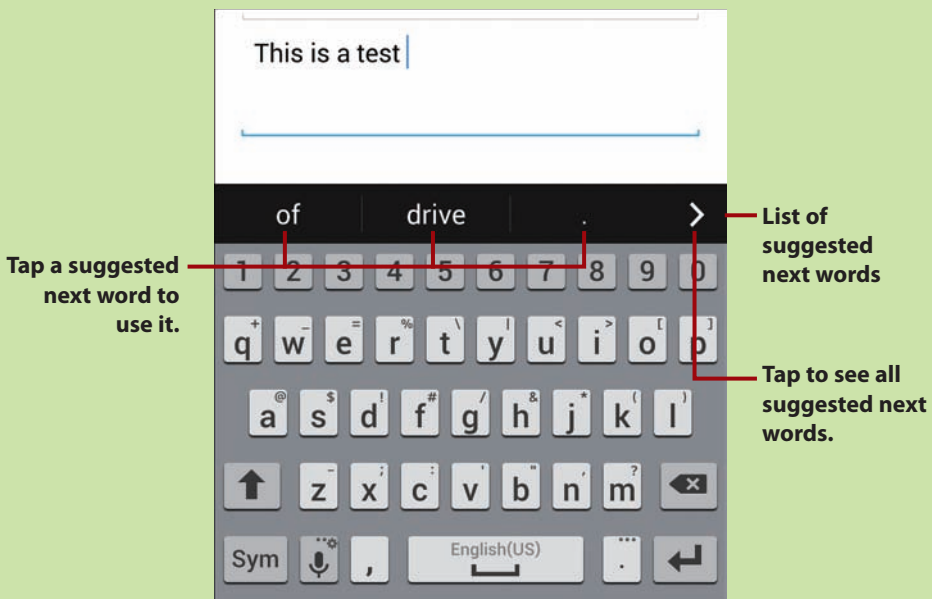 This is a test
of drive . >
List of
suggested
next words
Tap a suggested
next word to
use it.
1 2 3 4 5 6 7 8 9 0
+ _ = % \ | < > [ ]
q w e r t y u i o p
Tap to see all
suggested next
words.
@ $ ! # / & * ( )
a s d f g h j k l
- ; : ' " , ?
z x c v b n m
Sym , English(US) .